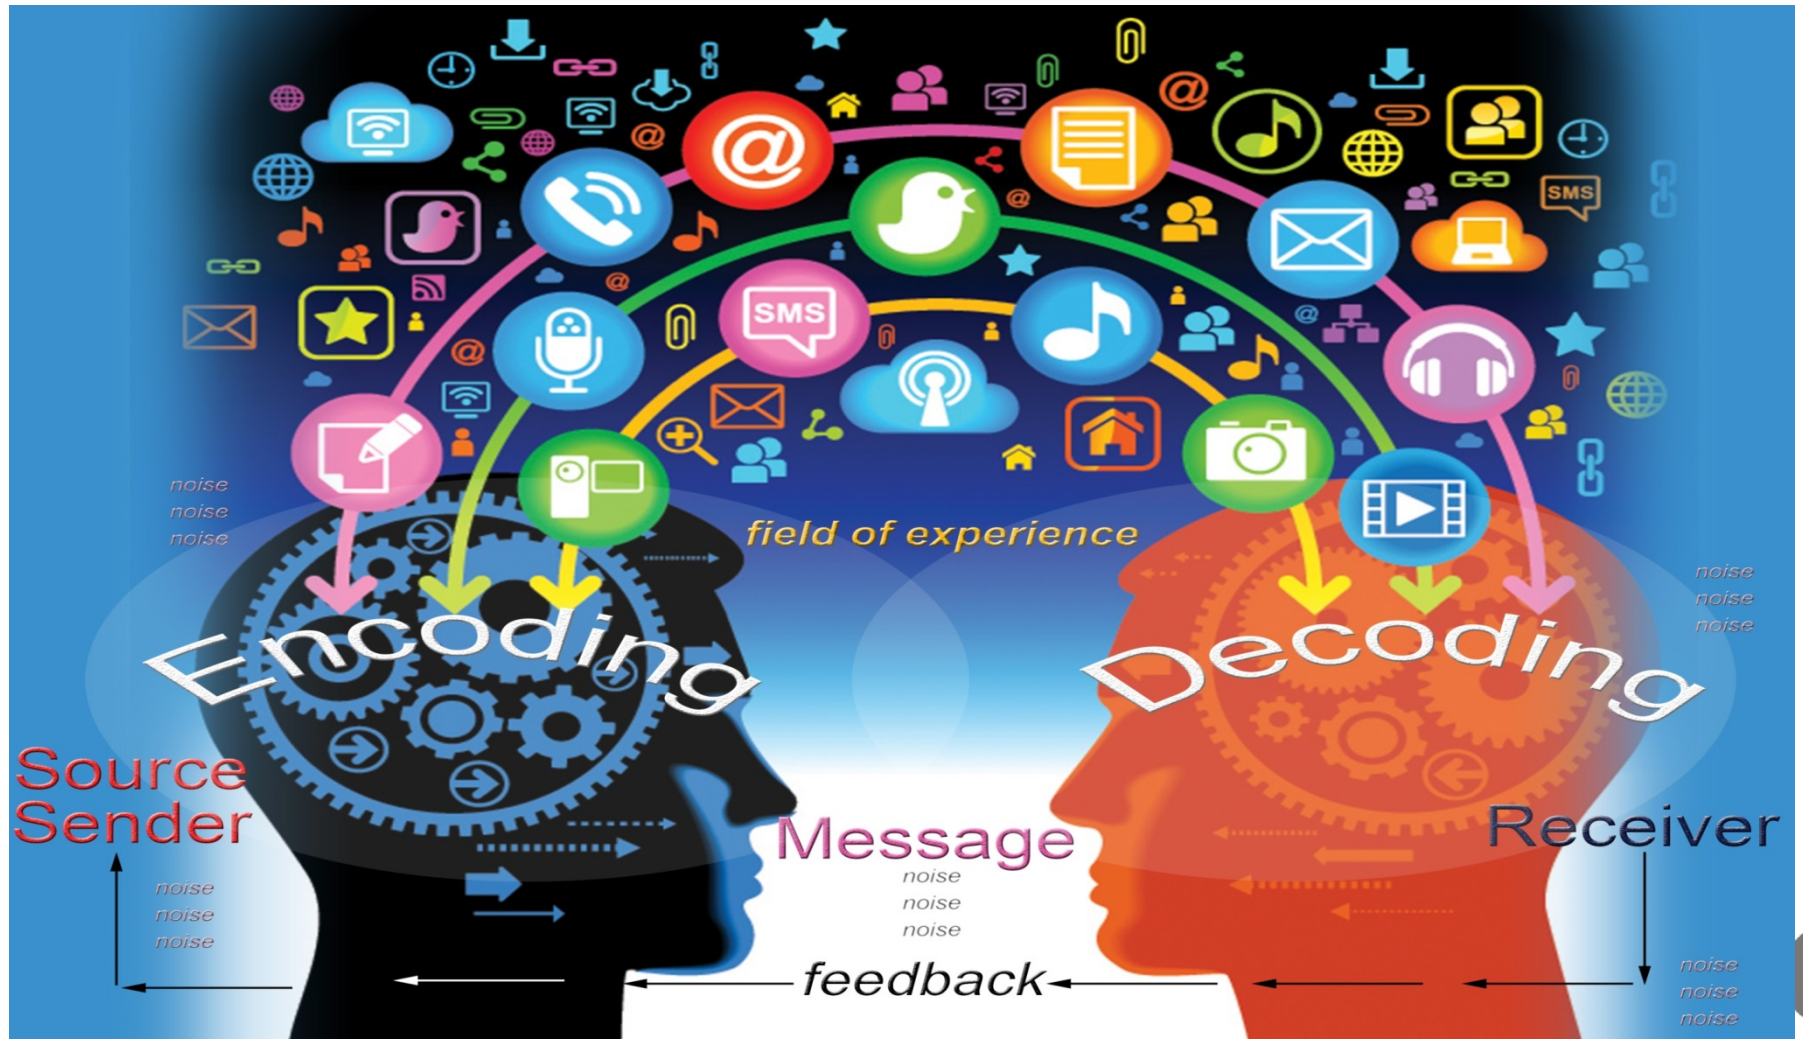 SMS
SMS
noise
noise
noise
field of experience
noise
noise
noise
Encoding
Decoding
Source
Sender
Message
Receiver
noise
noise
noise
noise
noise
noise
feedback
noise
noise
noise